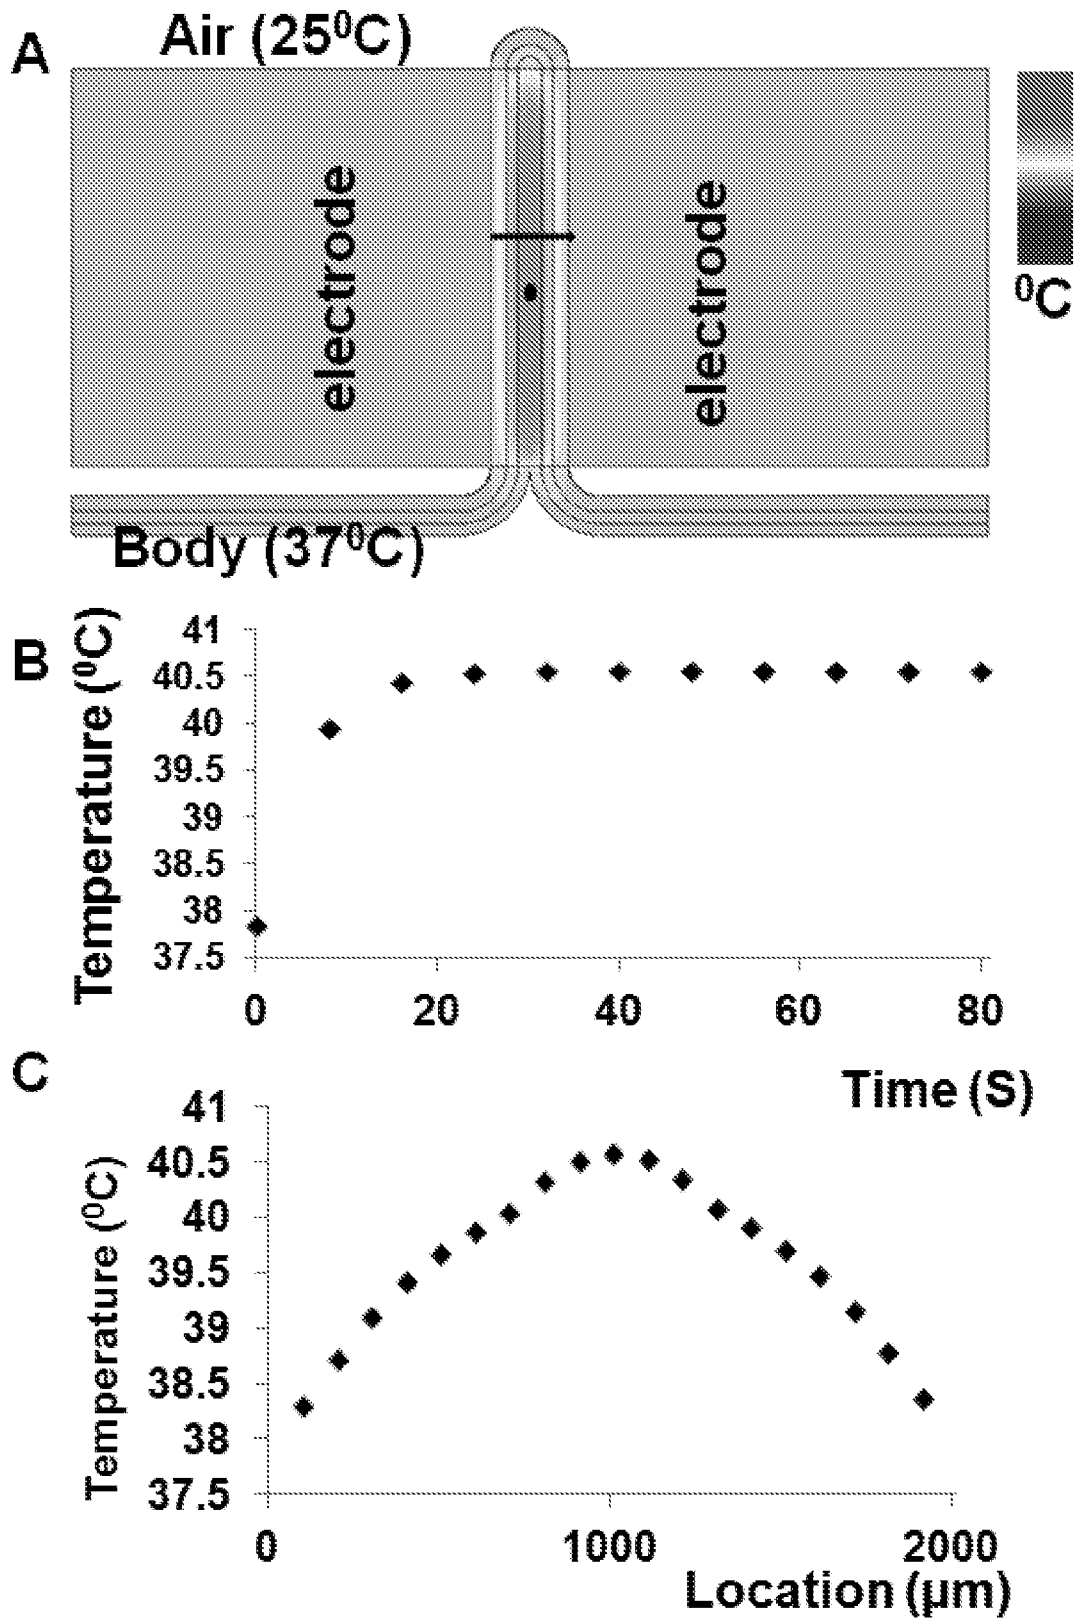 A
Air (25⁰C)
electrode
electrode
⁰C
Body (37⁰C)
B
Temperature (⁰C)
41
40.5
40
39.5
39
38.5
38
37.5
0 20 40 60 80
Time (S)
C
Temperature (⁰C)
41
40.5
40
39.5
39
38.5
38
37.5
0 1000 2000
Location (µm)